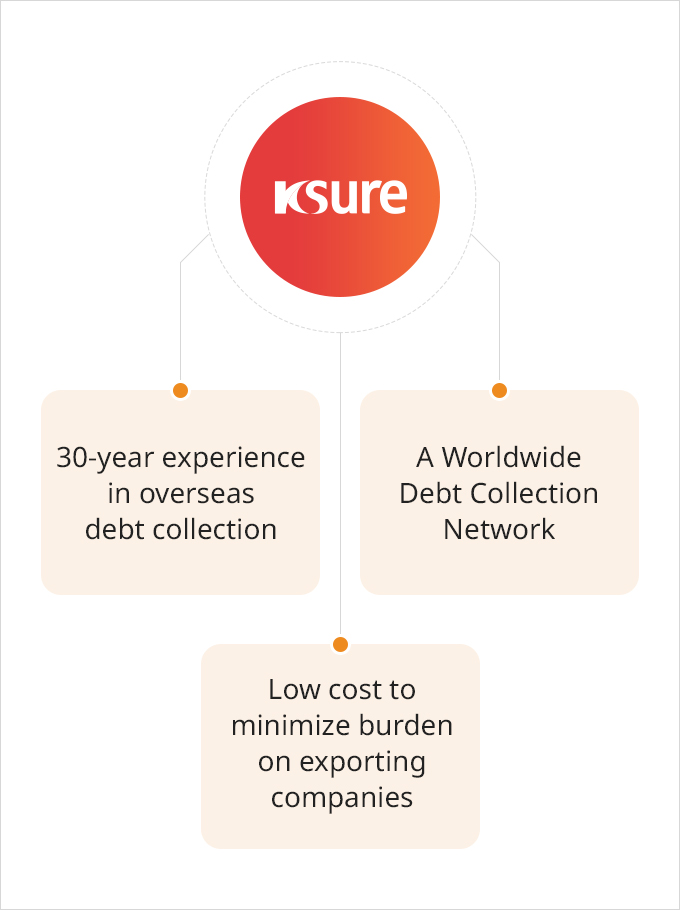 ksure
30-year experience
in overseas
debt collection
A Worldwide
Debt Collection
Network
Low cost to
minimize burden
on exporting
companies